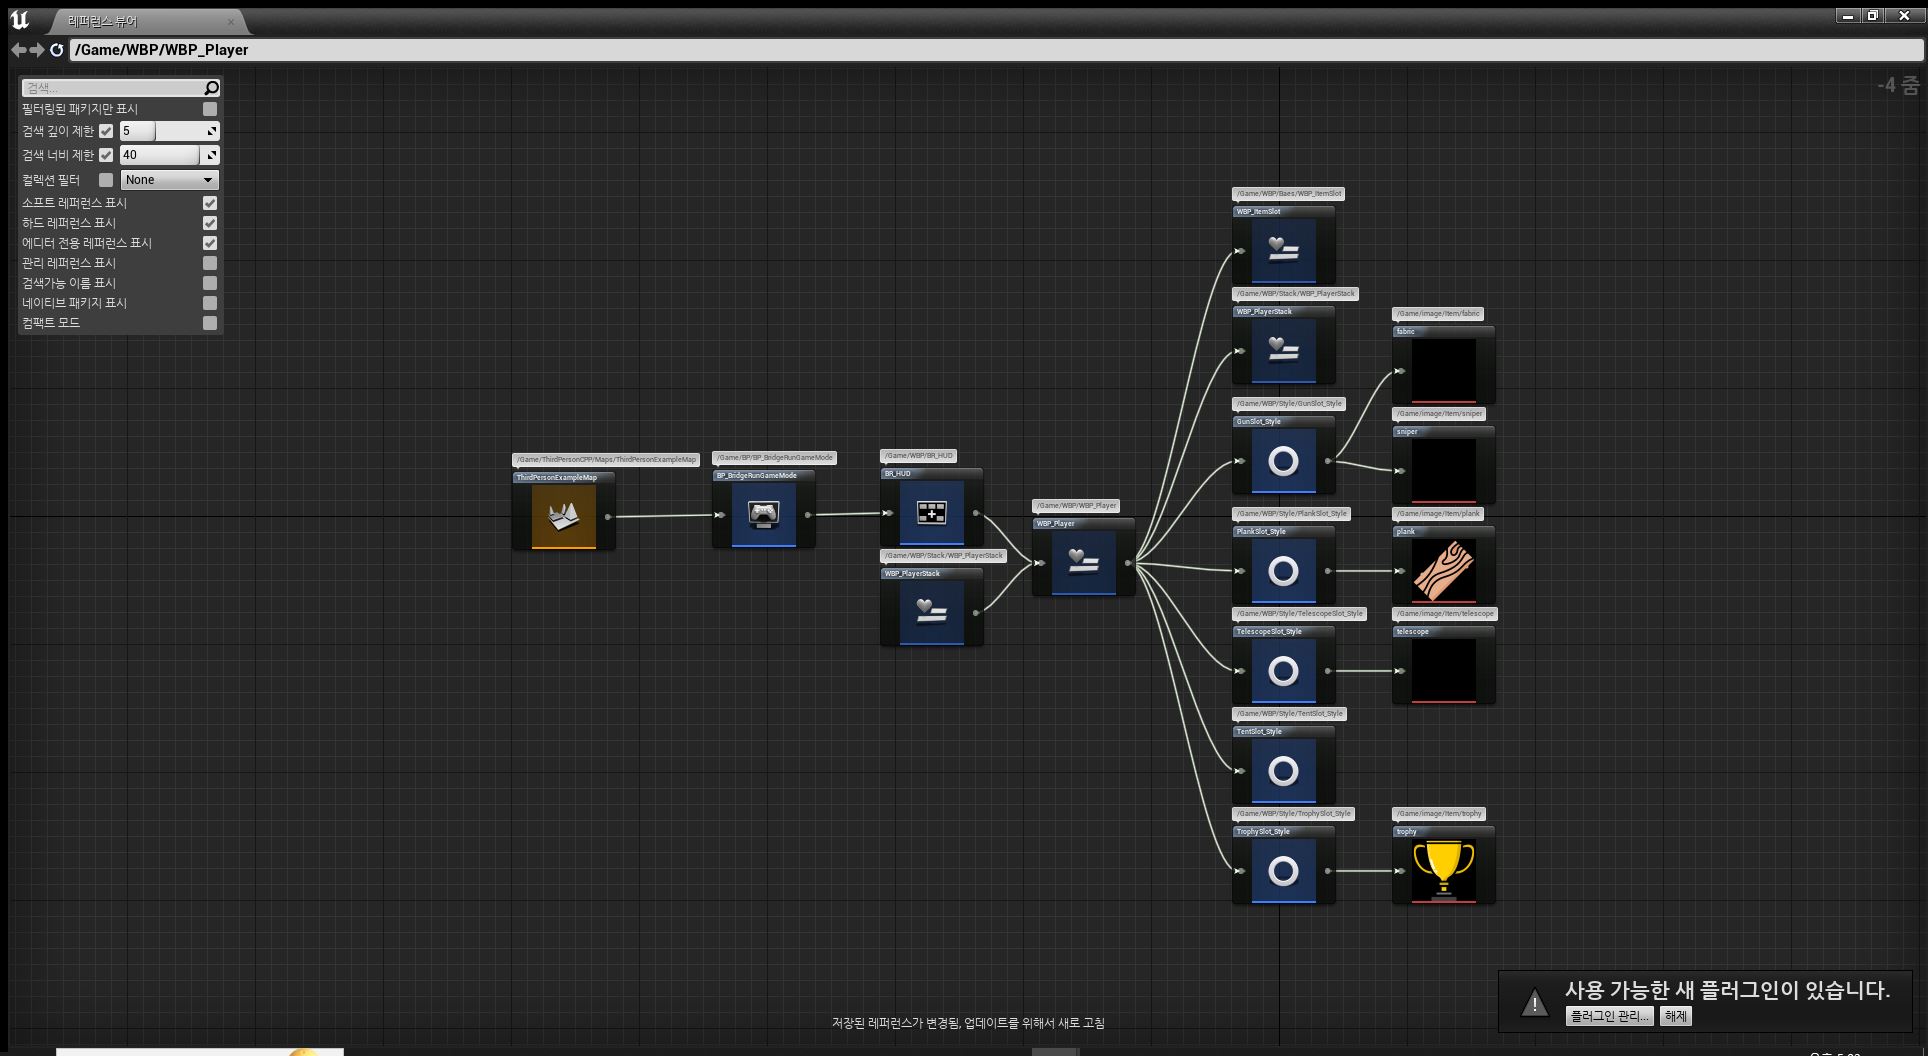 레퍼런스 뷰어
/Game/WBP/WBP_Player
검색...
필터링된 패키지만 표시
검색 깊이 제한 5
검색 너비 제한 40
컬렉션 필터 None
소프트 레퍼런스 표시
하드 레퍼런스 표시
에디터 전용 레퍼런스 표시
관리 레퍼런스 표시
검색가능 이름 표시
네이티브 패키지 표시
컴팩트 모드
-4 줌
/Game/ThirdPersonCPP/Maps/ThirdPersonExampleMap
ThirdPersonExampleMap
/Game/BP/BP_BridgeRunGameMode
BP_BridgeRunGameMode
/Game/WBP/BR_HUD
BR_HUD
/Game/WBP/Stack/WBP_PlayerStack
WBP_PlayerStack
/Game/WBP/WBP_Player
WBP_Player
/Game/WBP/Baes/WBP_ItemSlot
WBP_ItemSlot
/Game/WBP/Stack/WBP_PlayerStack
WBP_PlayerStack
/Game/WBP/Style/GunSlot_Style
GunSlot_Style
/Game/WBP/Style/PlankSlot_Style
PlankSlot_Style
/Game/WBP/Style/TelescopeSlot_Style
TelescopeSlot_Style
/Game/WBP/Style/TentSlot_Style
TentSlot_Style
/Game/WBP/Style/TrophySlot_Style
TrophySlot_Style
/Game/image/Item/fabric
fabric
/Game/image/Item/sniper
sniper
/Game/image/Item/plank
plank
/Game/image/Item/telescope
telescope
/Game/image/Item/trophy
trophy
저장된 레퍼런스가 변경됨, 업데이트를 위해서 새로 고침
사용 가능한 새 플러그인이 있습니다.
플러그인 관리... 해제